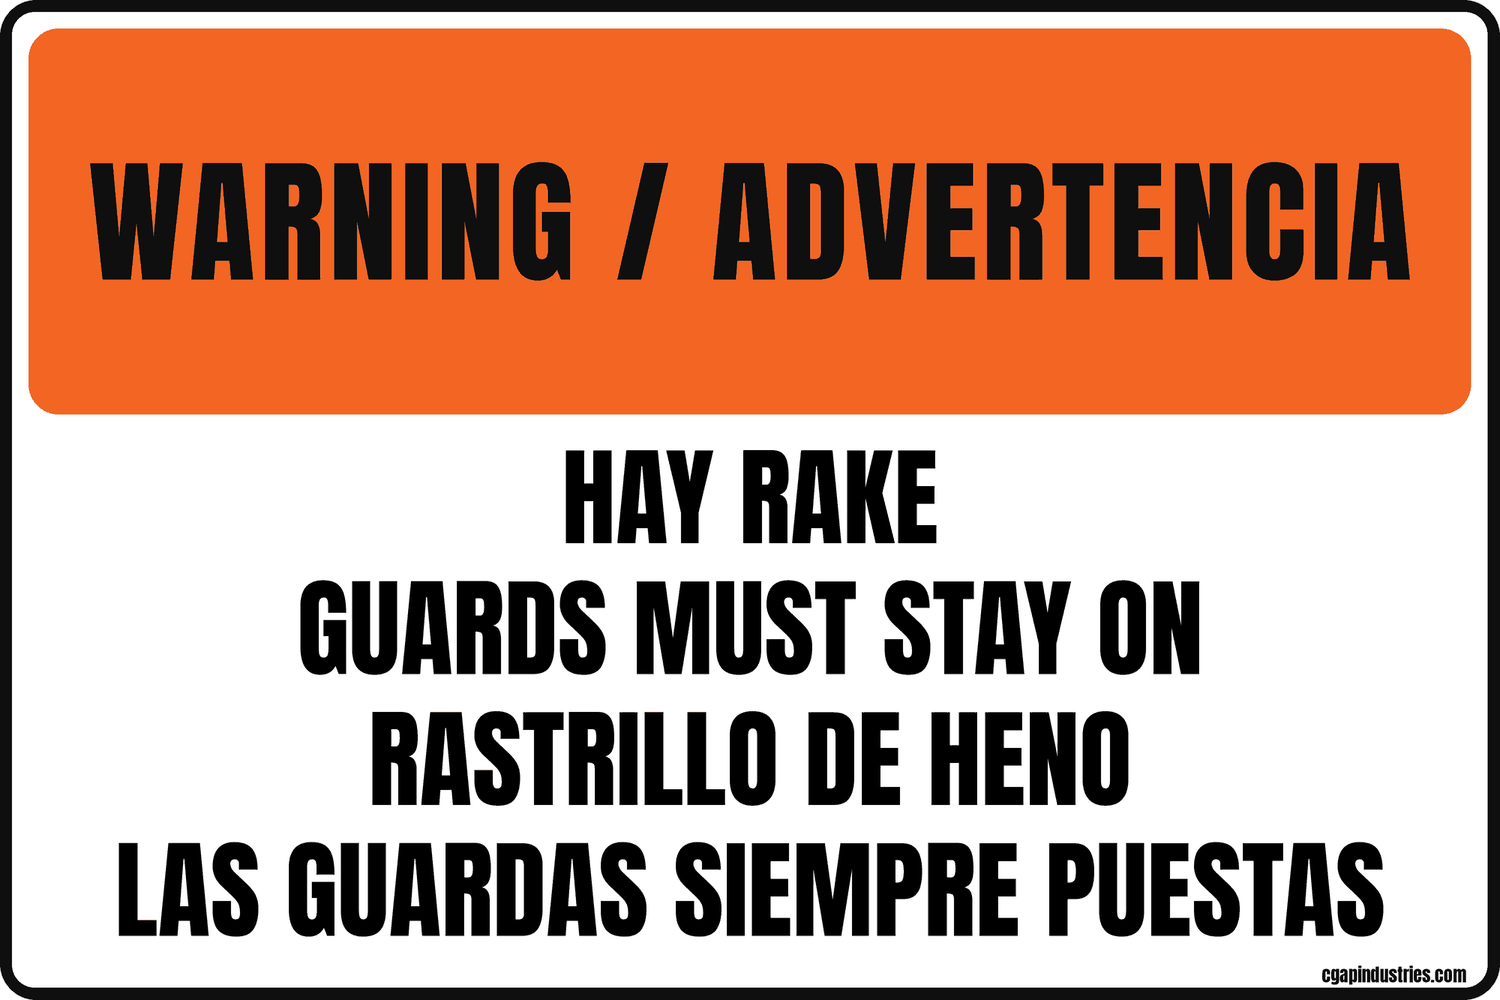 WARNING / ADVERTENCIA
HAY RAKE
GUARDS MUST STAY ON
RASTRILLO DE HENO
LAS GUARDAS SIEMPRE PUESTAS
cgapindustries.com